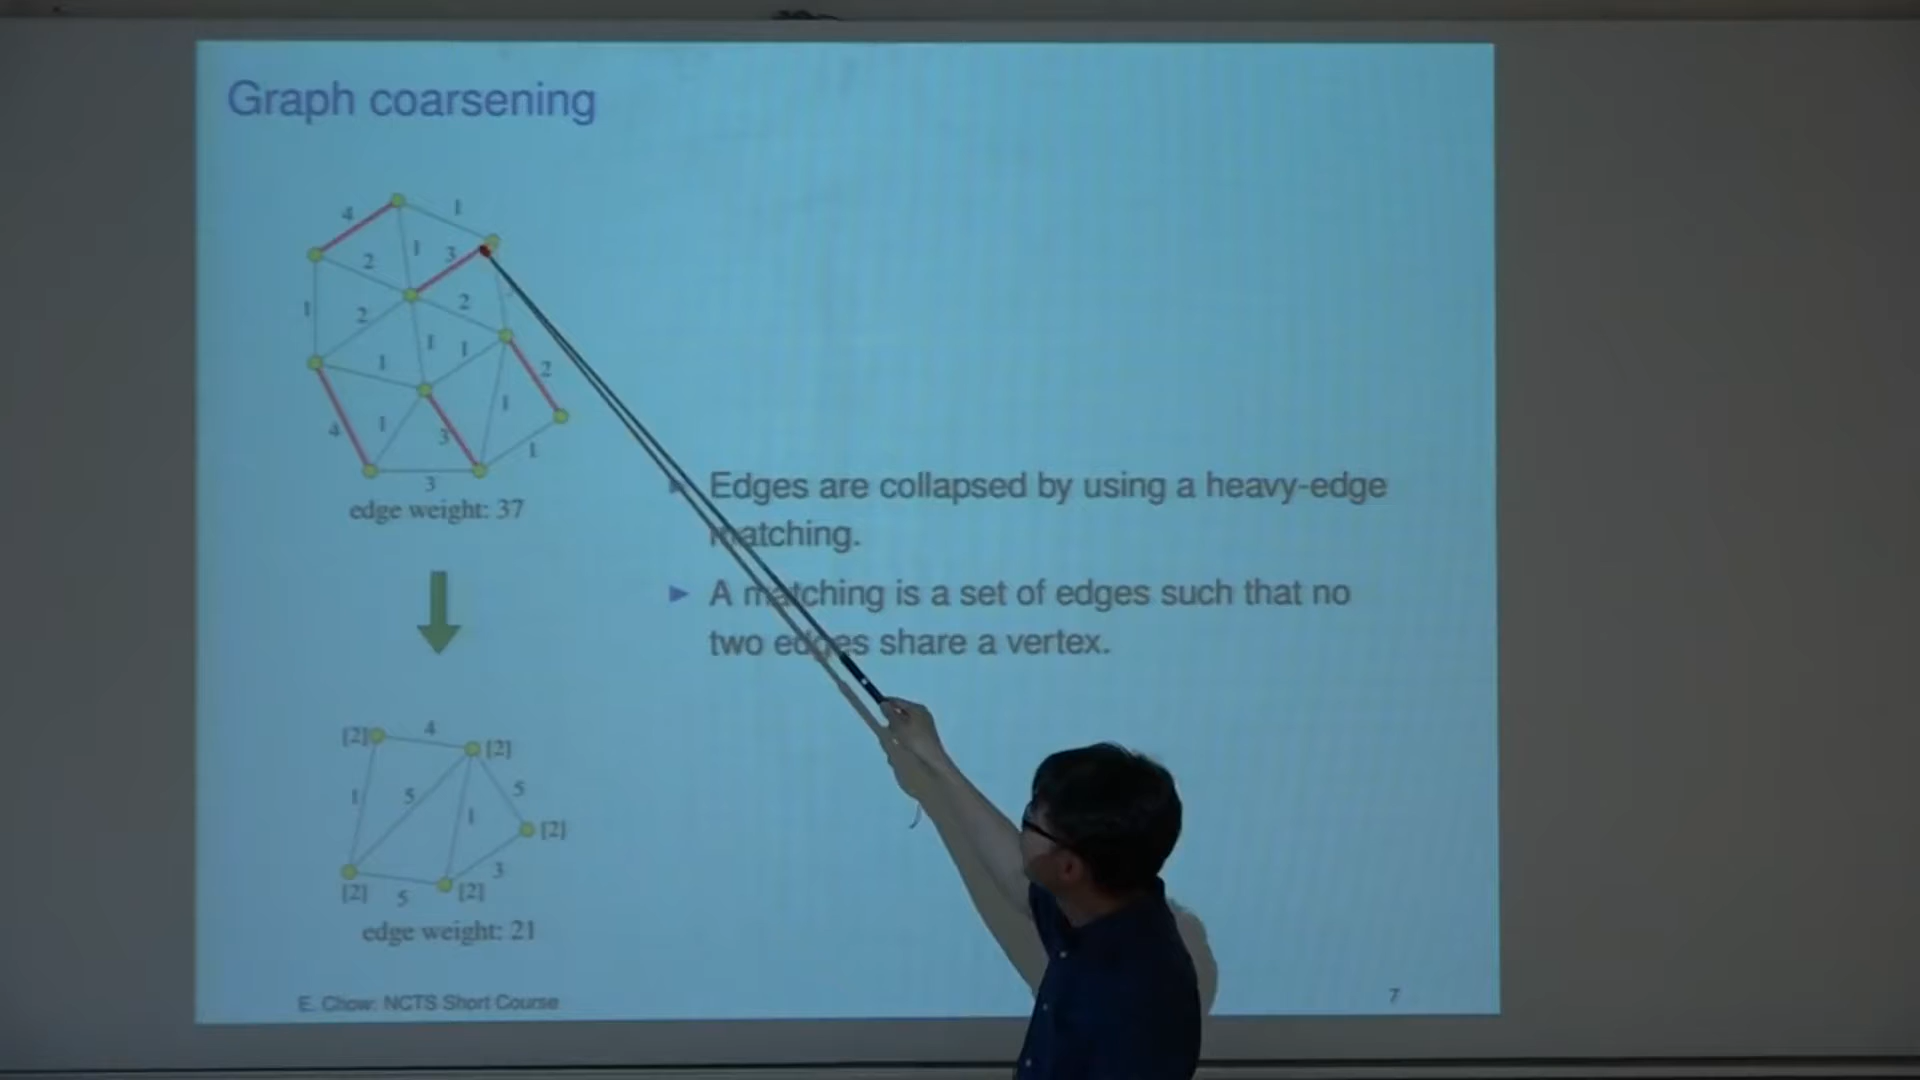 Graph coarsening
4 1
2 1 3
1 2 2
1 1 1 2
4 1 3 1 1
3
edge weight: 37
► Edges are collapsed by using a heavy-edge
matching.
► A matching is a set of edges such that no
two edges share a vertex.
[2] 4 [2]
1 5 1 5
[2]
3
[2] 5 [2]
edge weight: 21
E. Chow: NCTS Short Course
7